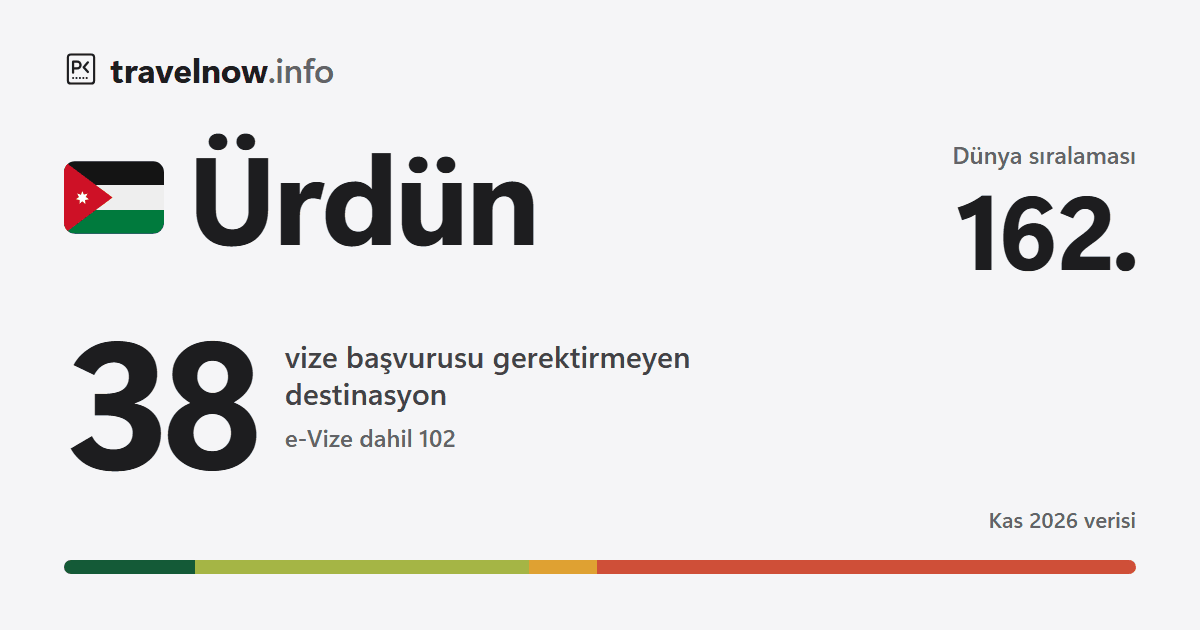 travelnow.info
Ürdün
Dünya sıralaması
162.
38
vize başvurusu gerektirmeyen
destinasyon
e-Vize dahil 102
Kas 2026 verisi